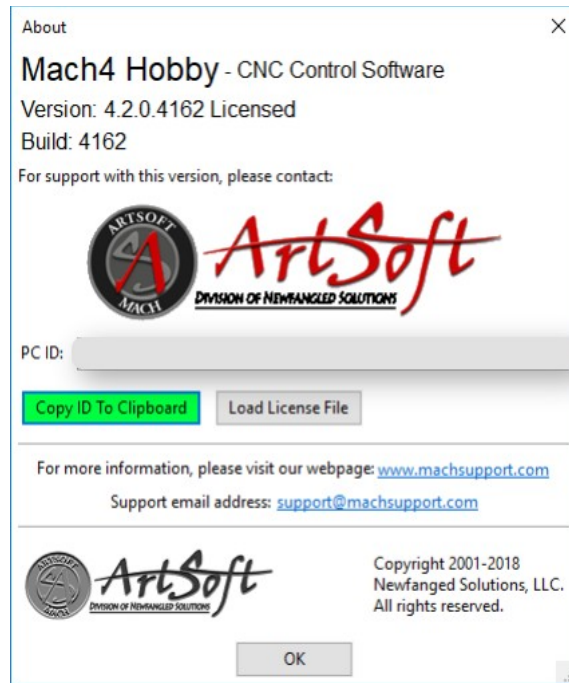 About
Mach4 Hobby - CNC Control Software
Version: 4.2.0.4162 Licensed
Build: 4162
For support with this version, please contact:
ARTSOFT
MACH
ArtSoft
DIVISION OF NEWFANGLED SOLUTIONS
PC ID:
Copy ID To Clipboard Load License File
For more information, please visit our webpage: www.machsupport.com
Support email address: support@machsupport.com
ARTSOFT
MACH
ArtSoft
DIVISION OF NEWFANGLED SOLUTIONS
Copyright 2001-2018
Newfanged Solutions, LLC.
All rights reserved.
OK